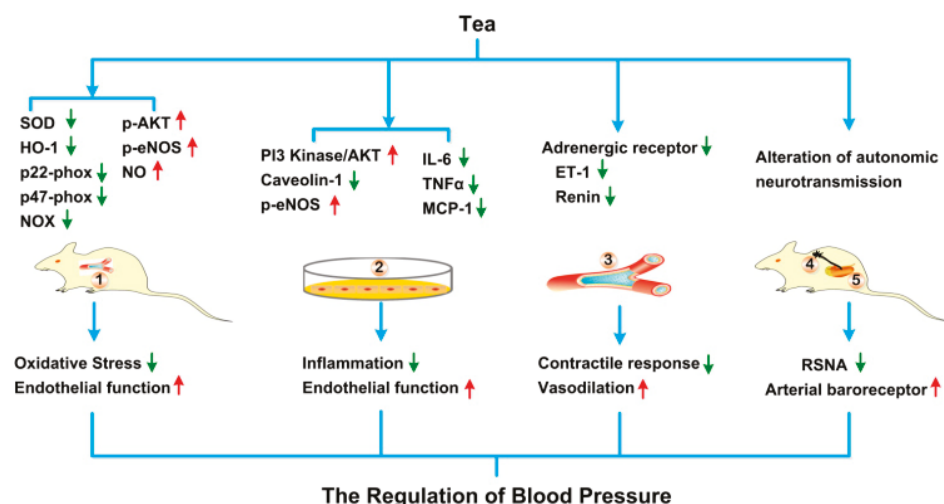 Tea
SOD ↓
HO-1 ↓
p22-phox ↓
p47-phox ↓
NOX ↓
p-AKT ↑
p-eNOS ↑
NO ↑
PI3 Kinase/AKT ↑
Caveolin-1 ↓
p-eNOS ↑
IL-6 ↓
TNFα ↓
MCP-1 ↓
Adrenergic receptor ↓
ET-1 ↓
Renin ↓
Alteration of autonomic
neurotransmission
1
2
3
4
5
Oxidative Stress ↓
Endothelial function ↑
Inflammation ↓
Endothelial function ↑
Contractile response ↓
Vasodilation ↑
RSNA ↓
Arterial baroreceptor ↑
The Regulation of Blood Pressure